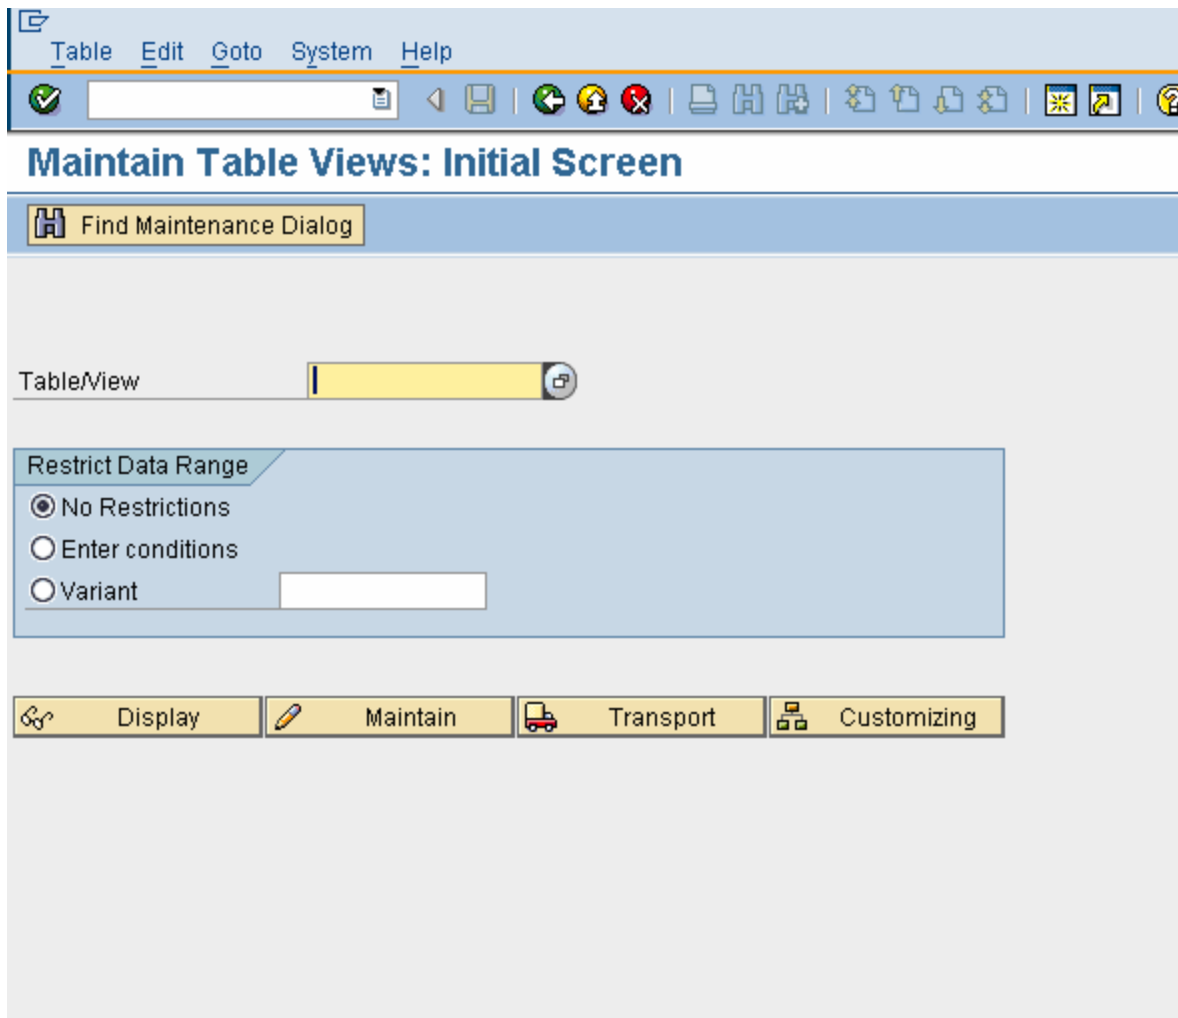 Table Edit Goto System Help
Maintain Table Views: Initial Screen
Find Maintenance Dialog
Table/View
Restrict Data Range
No Restrictions
Enter conditions
Variant
Display Maintain Transport Customizing